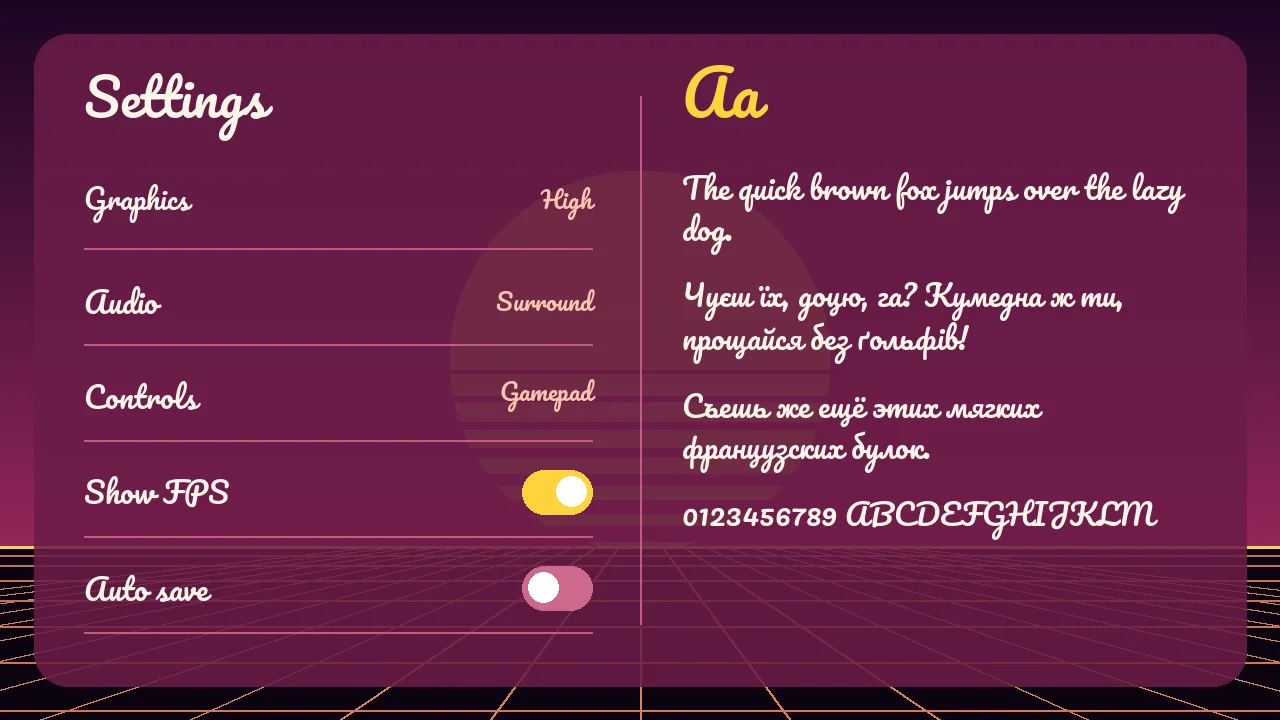 Settings
Graphics
High
Audio
Surround
Controls
Gamepad
Show FPS
Auto save
Aa
The quick brown fox jumps over the lazy
dog.
Чуєш їх, доцю, га? Кумедна ж ти,
прощайся без ґольфів!
Съешь же ещё этих мягких
французских булок.
0123456789 ABCDEFGHIJKLM